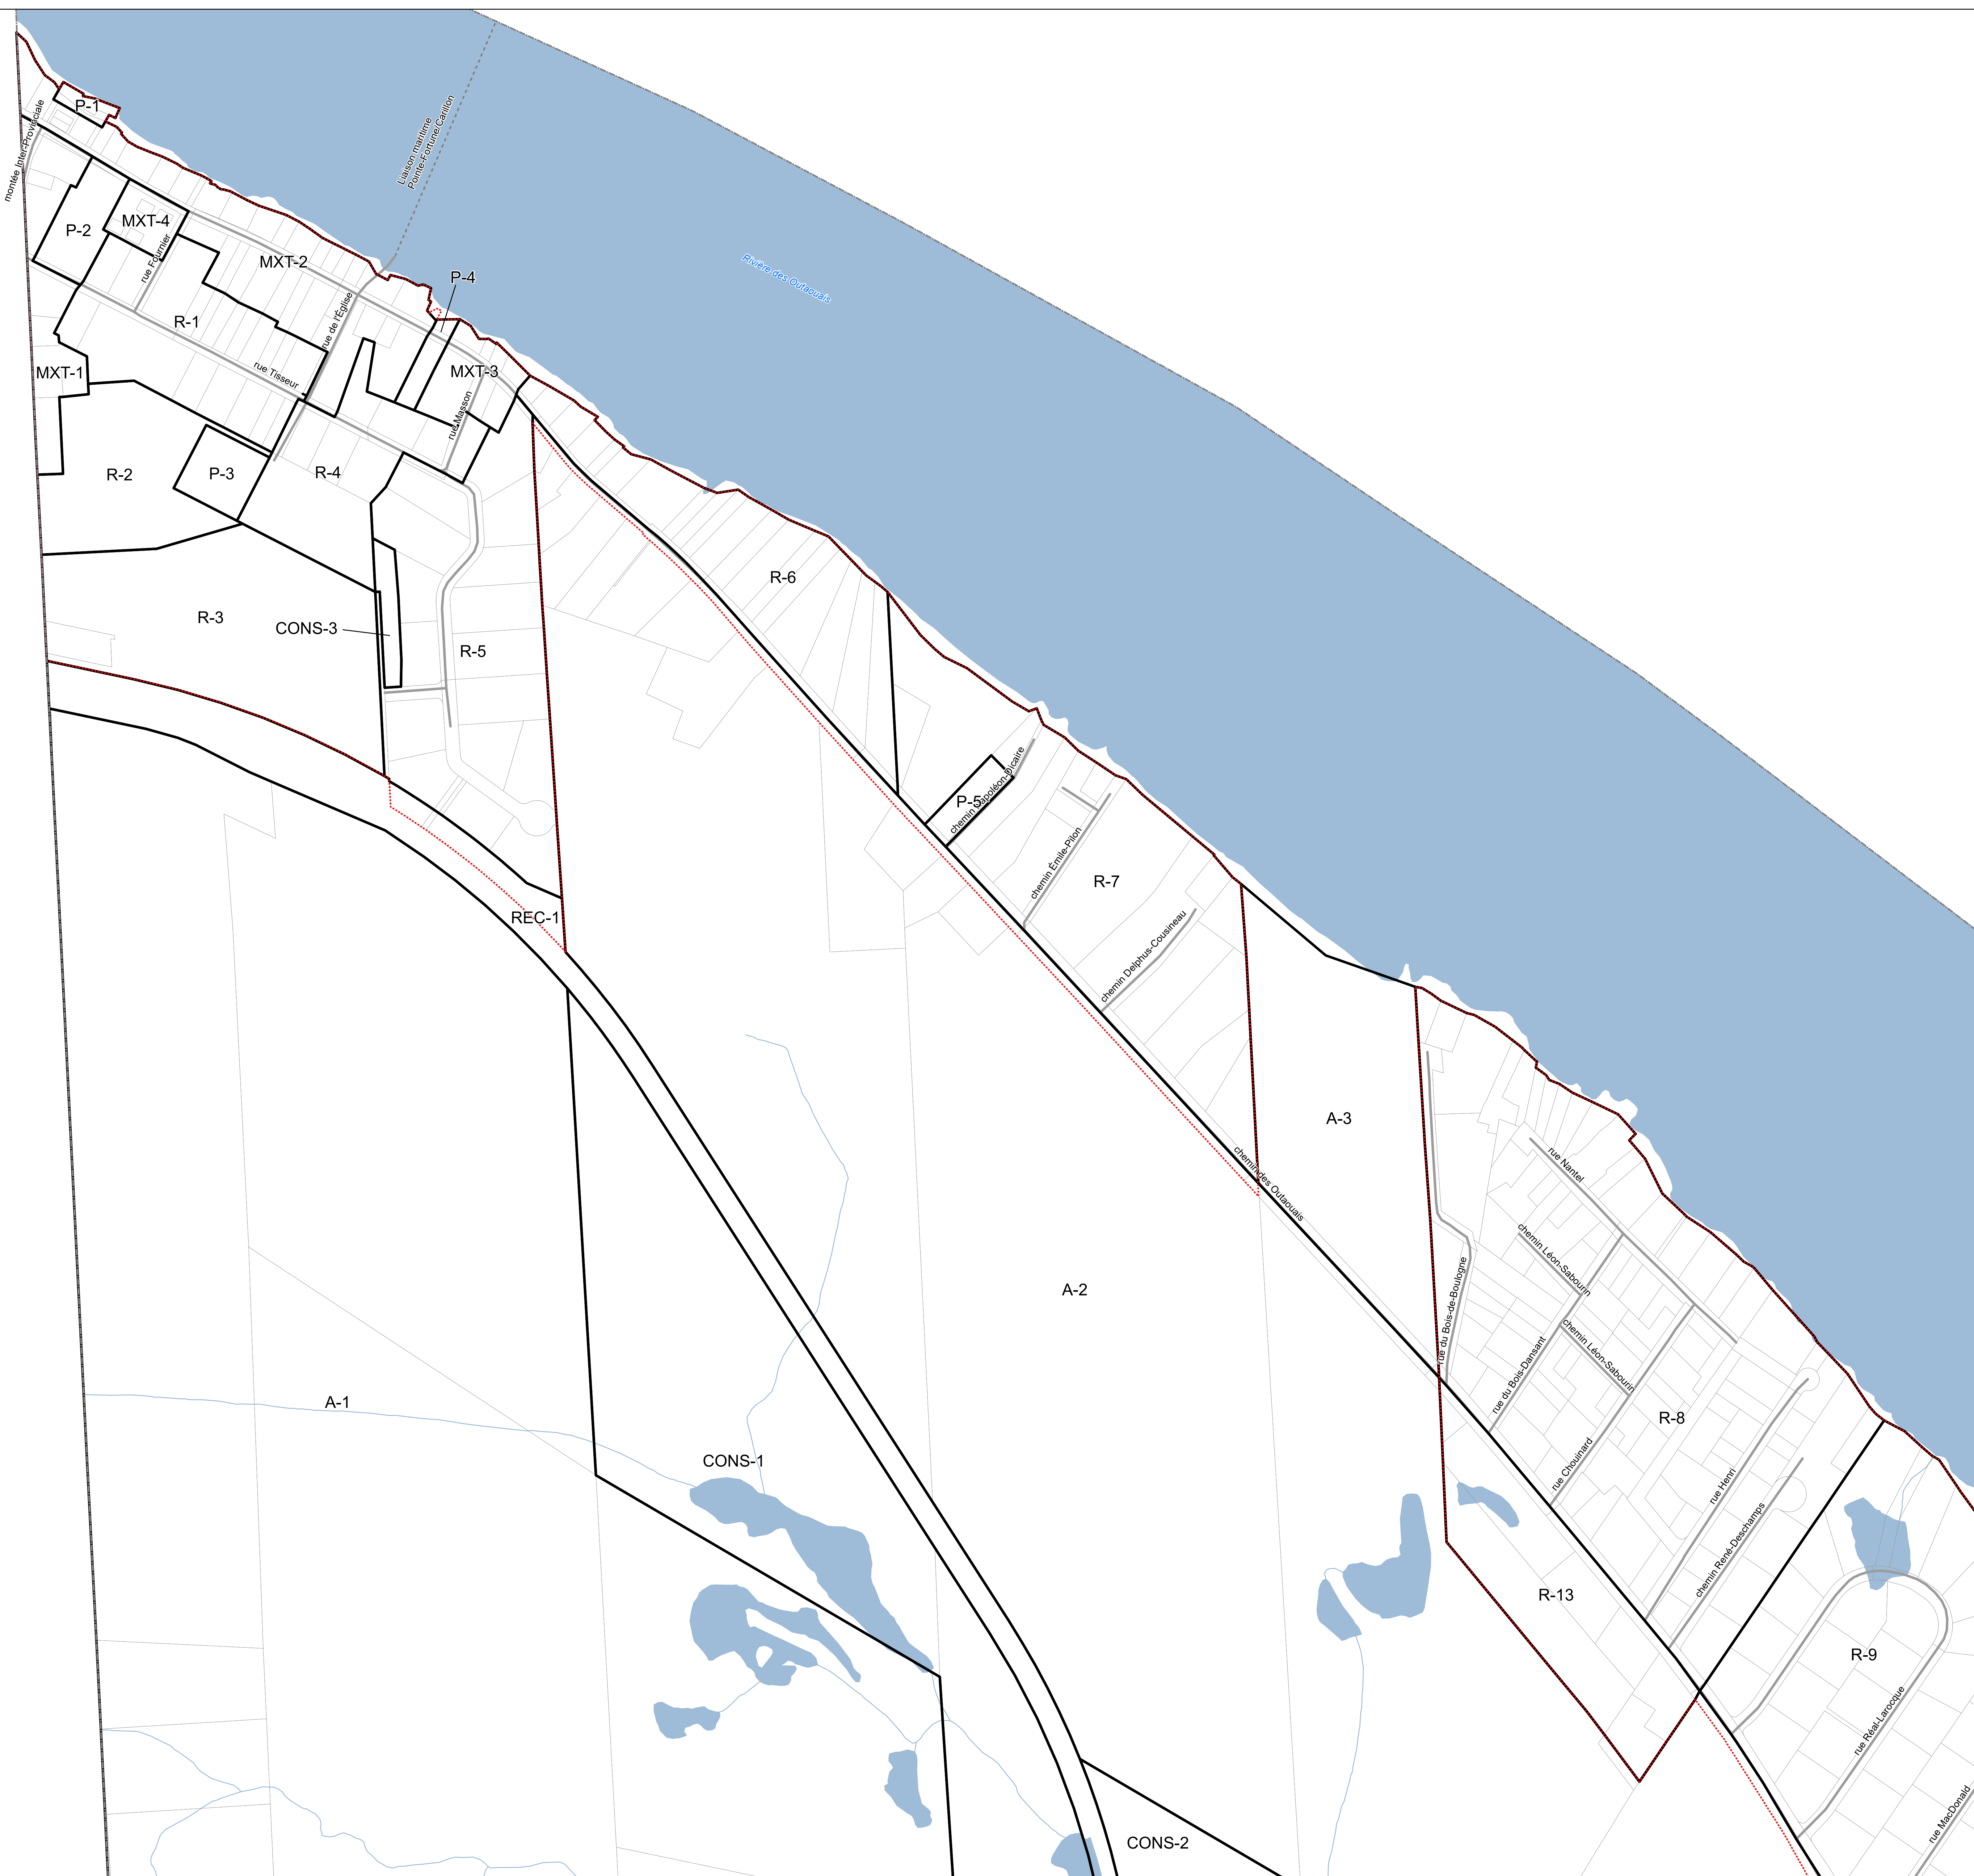 P-1
montée Inter-Provinciale
Liaison maritime
Pointe-Fortune/Carillon
P-2
MXT-4
rue Fournier
MXT-2
P-4
Rivière des Outaouais
R-1
rue de l'Église
MXT-1
rue Tisseur
MXT-3
rue Masson
R-2
P-3
R-4
R-6
R-3
CONS-3
R-5
P-5
chemin Napoléon-Dicaire
chemin Émile-Pilon
R-7
REC-1
chemin Delphus-Cousineau
A-3
chemin des Outaouais
rue Nantel
chemin Léon-Sabourin
rue du Bois-de-Boulogne
A-2
chemin Léon-Sabourin
rue du Bois-Dansant
A-1
R-8
CONS-1
rue Chouinard
rue Henri
chemin René-Deschamps
R-13
R-9
rue Réal-Larocque
rue MacDonald
CONS-2